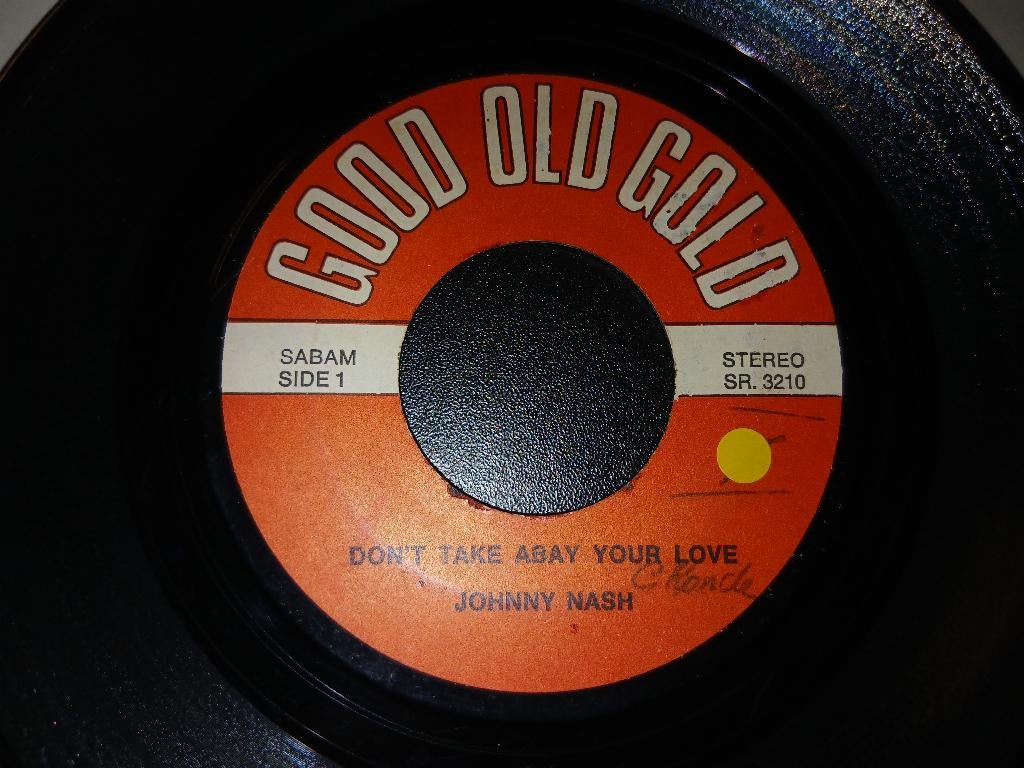 GOOD OLD GOLD
SABAM
SIDE 1
STEREO
SR. 3210
DON'T TAKE ABAY YOUR LOVE
JOHNNY NASH